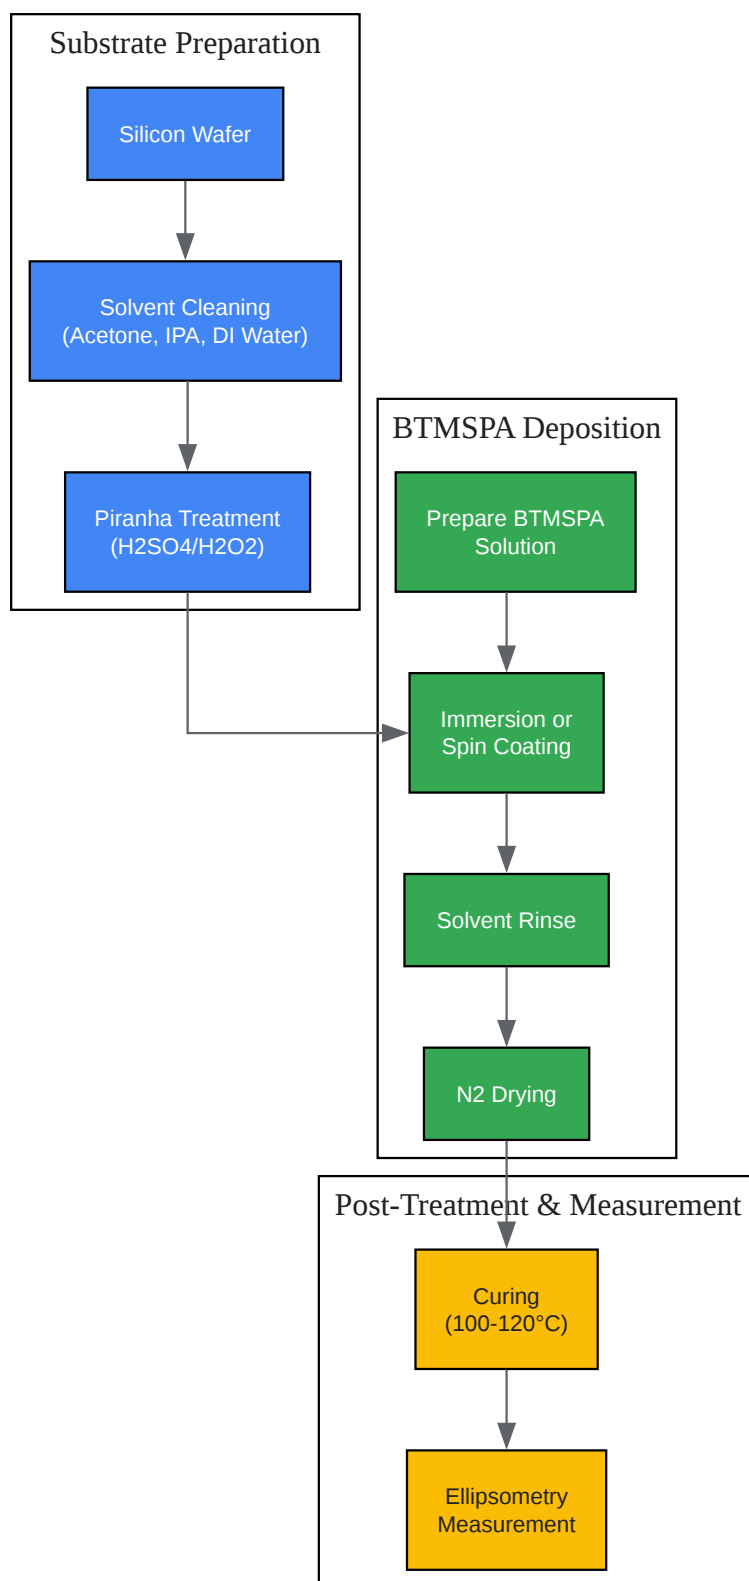 Substrate Preparation
Silicon Wafer
Solvent Cleaning
(Acetone, IPA, DI Water)
Piranha Treatment
(H2SO4/H2O2)
BTMSPA Deposition
Prepare BTMSPA
Solution
Immersion or
Spin Coating
Solvent Rinse
N2 Drying
Post-Treatment & Measurement
Curing
(100-120°C)
Ellipsometry
Measurement